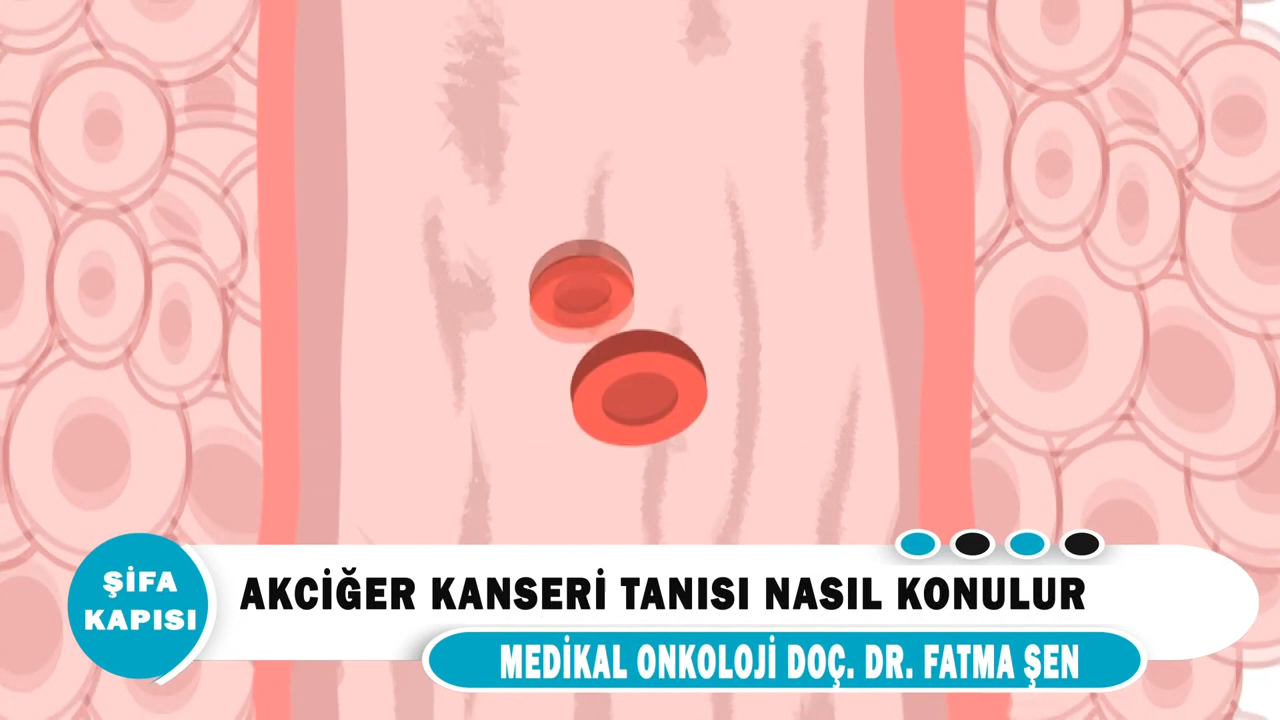 ŞİFA
KAPISI
AKCİĞER KANSERİ TANISI NASIL KONULUR
MEDİKAL ONKOLOJİ DOÇ. DR. FATMA ŞEN